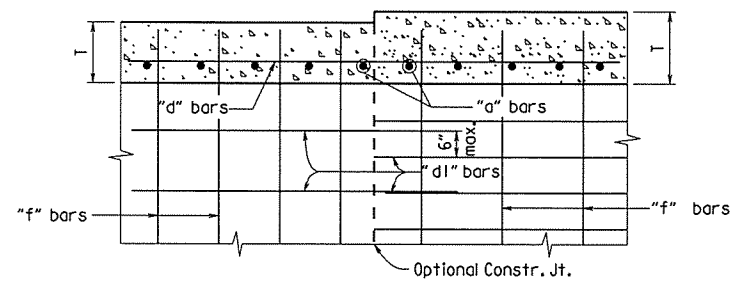 T
T
"d" bars
"a" bars
6"
max.
"d1" bars
"f" bars
"f" bars
Optional Constr. Jt.